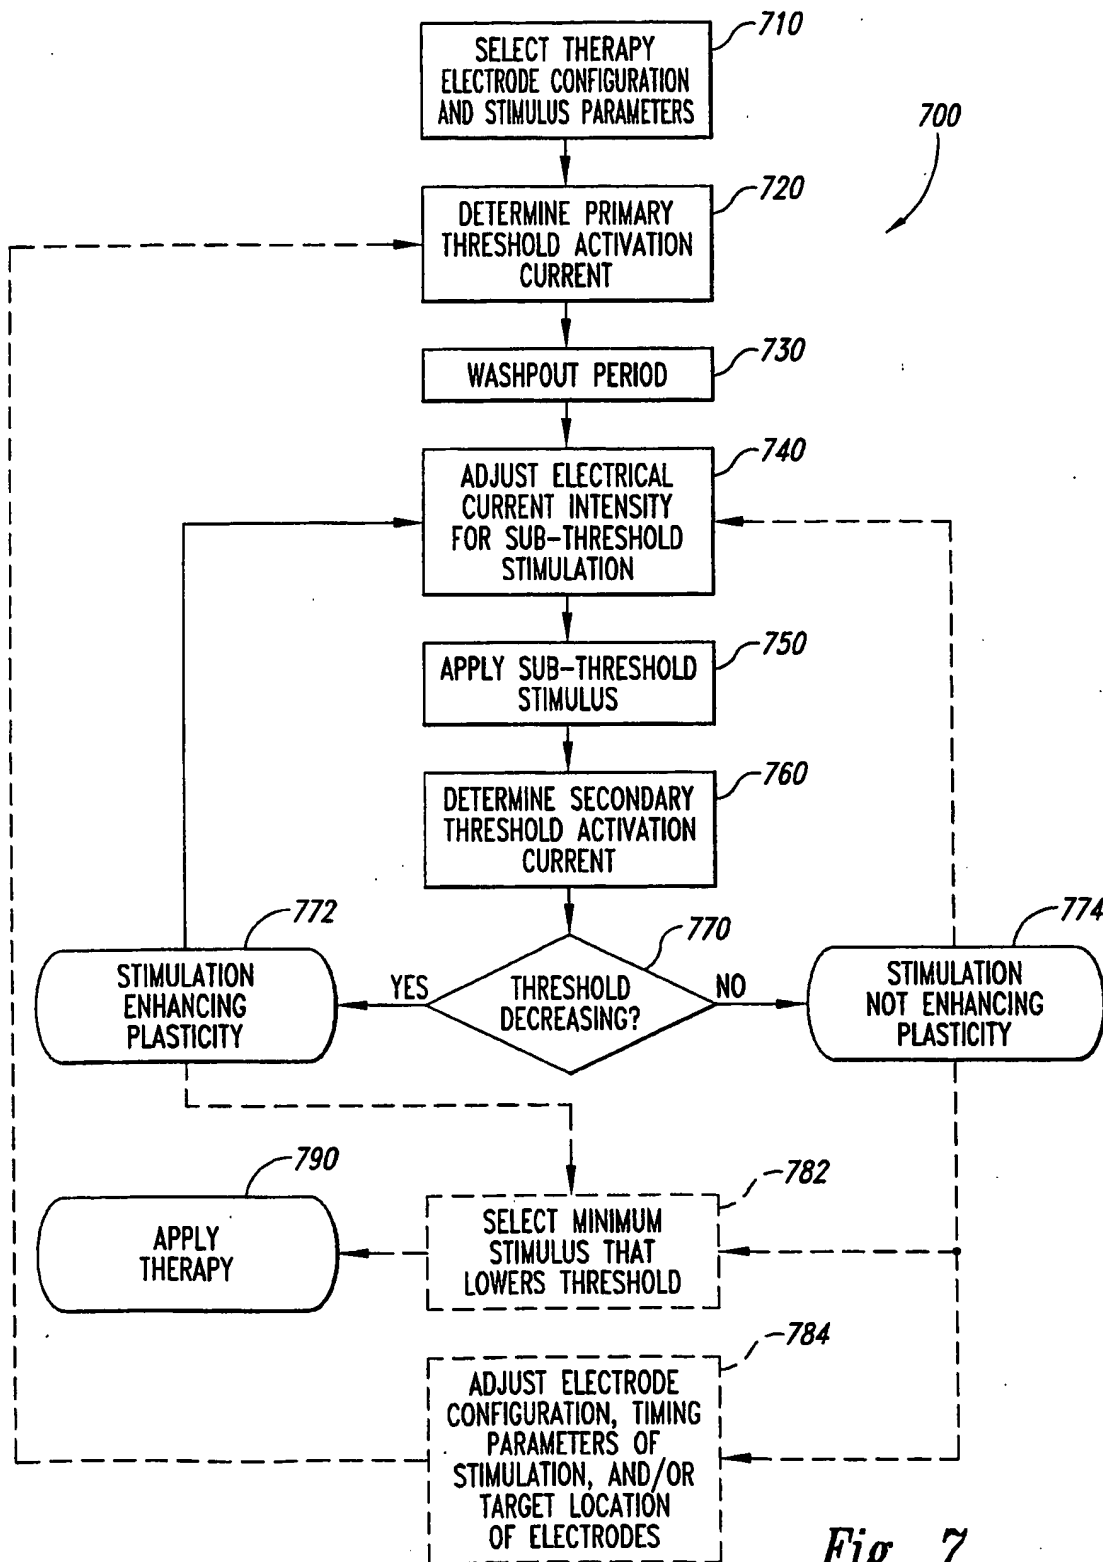 710
SELECT THERAPY
ELECTRODE CONFIGURATION
AND STIMULUS PARAMETERS
700
720
DETERMINE PRIMARY
THRESHOLD ACTIVATION
CURRENT
730
WASHPOUT PERIOD
740
ADJUST ELECTRICAL
CURRENT INTENSITY
FOR SUB-THRESHOLD
STIMULATION
750
APPLY SUB-THRESHOLD
STIMULUS
760
DETERMINE SECONDARY
THRESHOLD ACTIVATION
CURRENT
772
770
774
STIMULATION
ENHANCING
PLASTICITY
YES
THRESHOLD
DECREASING?
NO
STIMULATION
NOT ENHANCING
PLASTICITY
790
782
APPLY
THERAPY
SELECT MINIMUM
STIMULUS THAT
LOWERS THRESHOLD
784
ADJUST ELECTRODE
CONFIGURATION, TIMING
PARAMETERS OF
STIMULATION, AND/OR
TARGET LOCATION
OF ELECTRODES
Fig. 7